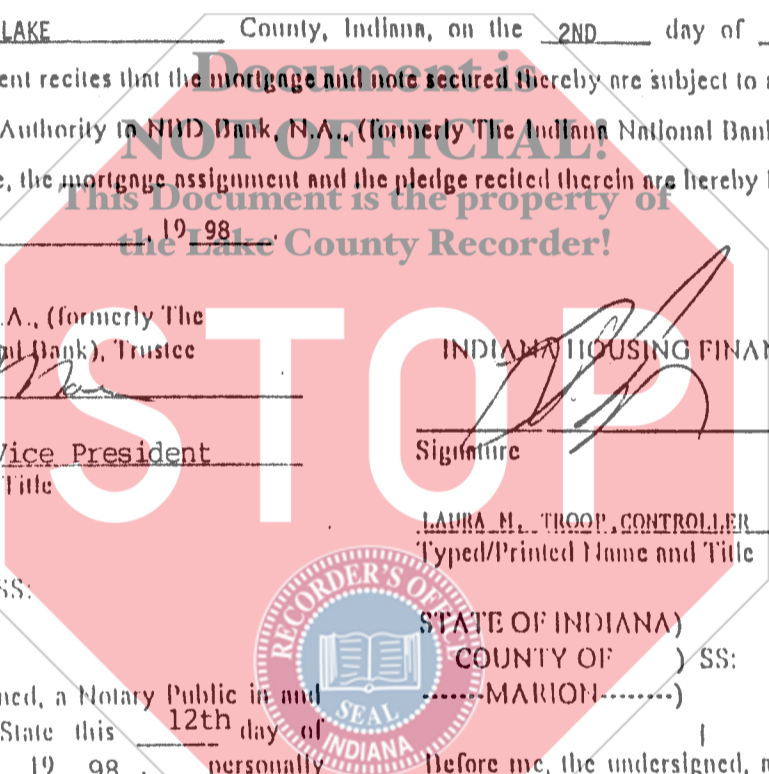 LAKE County, Indiana, on the 2ND day of
Document is
ent recites that the mortgage and note secured thereby are subject to a
Authority to NBD Bank, N.A., (formerly The Indiana National Bank
NOT OFFICIAL!
e, the mortgage assignment and the pledge recited therein are hereby
This Document is the property of
, 19 98 .
the Lake County Recorder!
.A., (formerly The
nal Bank), Trustee
INDIANA HOUSING FINAN
STOP
Vice President
Title
Signature
LAURA M. TROOP, CONTROLLER
Typed/Printed Name and Title
SS:
RECORDER'S OFFICE
SEAL
INDIANA
STATE OF INDIANA)
COUNTY OF ) SS:
------MARION--------)
ned, a Notary Public in and
State this 12th day of
19 98 , personally
Before me, the undersigned,